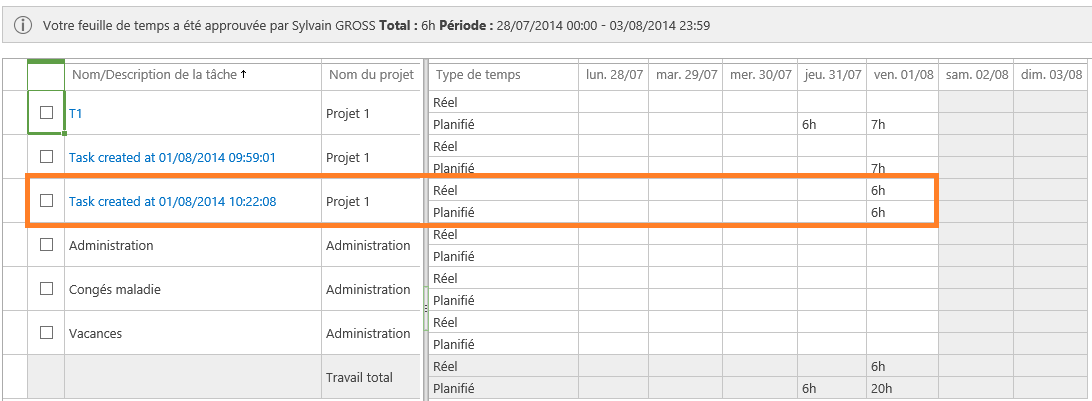 Votre feuille de temps a été approuvée par Sylvain GROSS Total : 6h Période : 28/07/2014 00:00 - 03/08/2014 23:59
Nom/Description de la tâche ↑ Nom du projet Type de temps lun. 28/07 mar. 29/07 mer. 30/07 jeu. 31/07 ven. 01/08 sam. 02/08 dim. 03/08
T1 Projet 1 Réel
Planifié 6h 7h
Task created at 01/08/2014 09:59:01 Projet 1 Réel
Planifié 7h
Task created at 01/08/2014 10:22:08 Projet 1 Réel 6h
Planifié 6h
Administration Administration Réel
Planifié
Congés maladie Administration Réel
Planifié
Vacances Administration Réel
Planifié
Travail total Réel 6h
Planifié 6h 20h